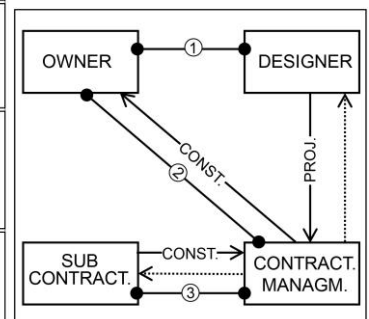 OWNER
1
DESIGNER
CONST.
PROJ.
2
SUB
CONTRACT.
CONST.
CONTRACT.
MANAGM.
3